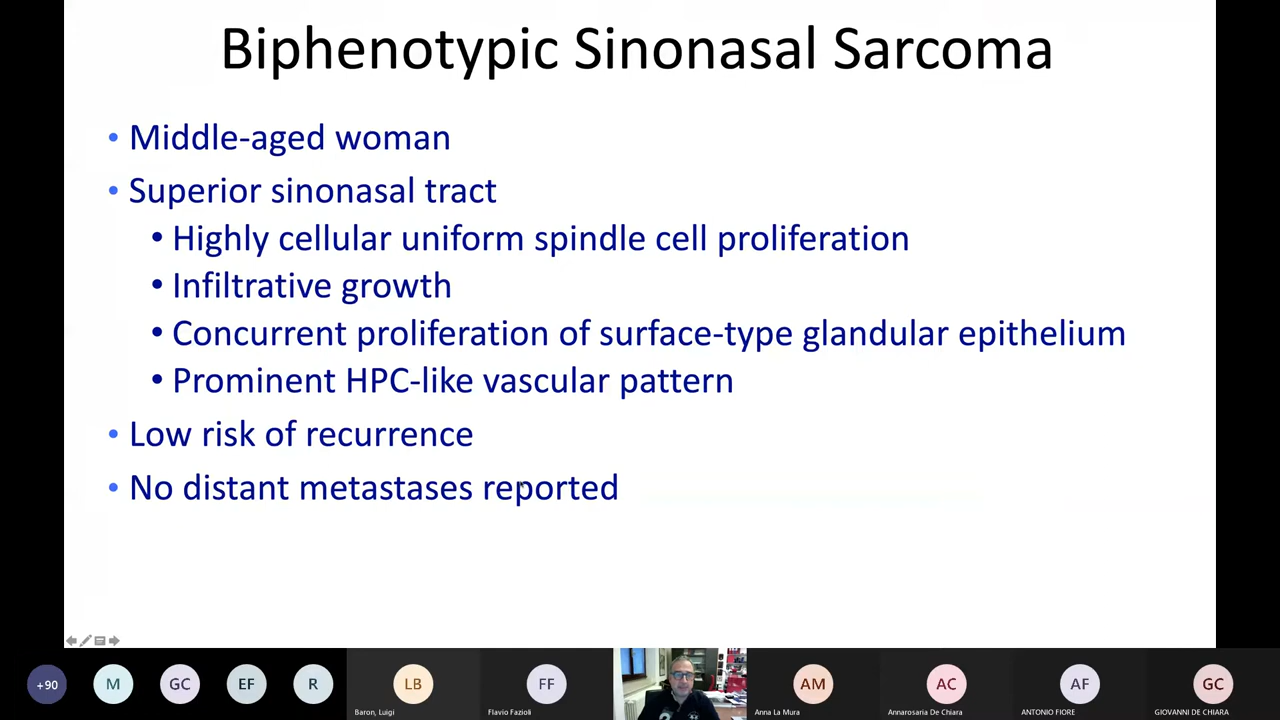 Biphenotypic Sinonasal Sarcoma
• Middle-aged woman
• Superior sinonasal tract
• Highly cellular uniform spindle cell proliferation
• Infiltrative growth
• Concurrent proliferation of surface-type glandular epithelium
• Prominent HPC-like vascular pattern
• Low risk of recurrence
• No distant metastases reported
+90 M GC EF R LB FF AM AC AF GC
Baron, Luigi Flavio Fazioli Anna La Mura Annarosaria De Chiara ANTONIO FIORE GIOVANNI DE CHIARA